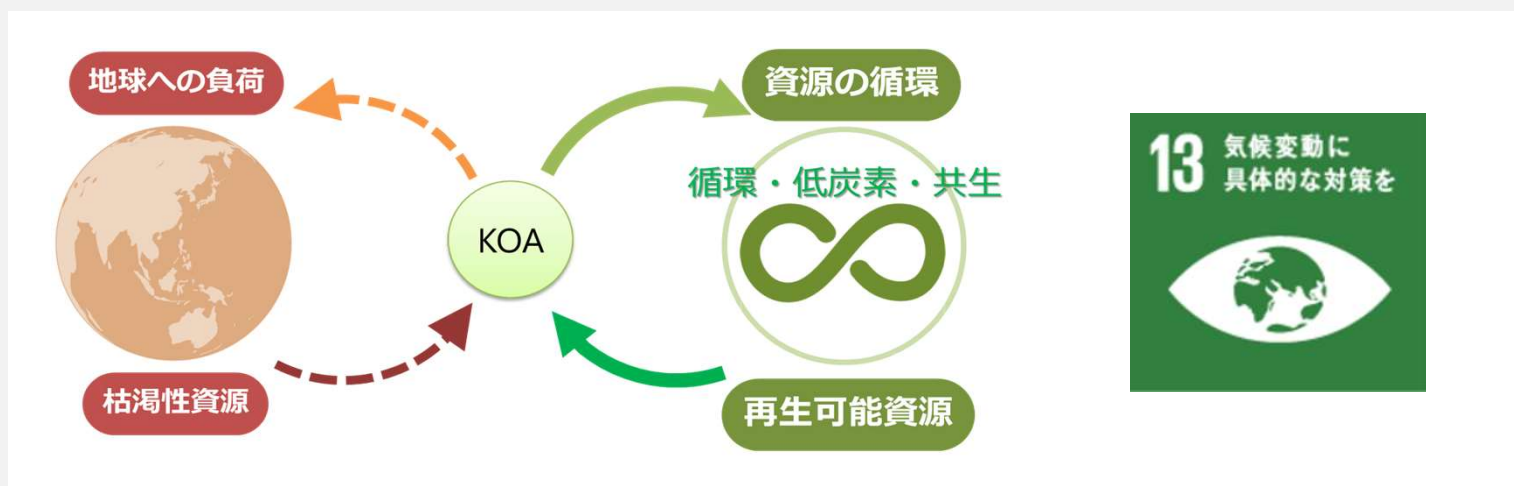 地球への負荷
資源の循環
循環・低炭素・共生
KOA
枯渇性資源
再生可能資源
13 気候変動に
具体的な対策を